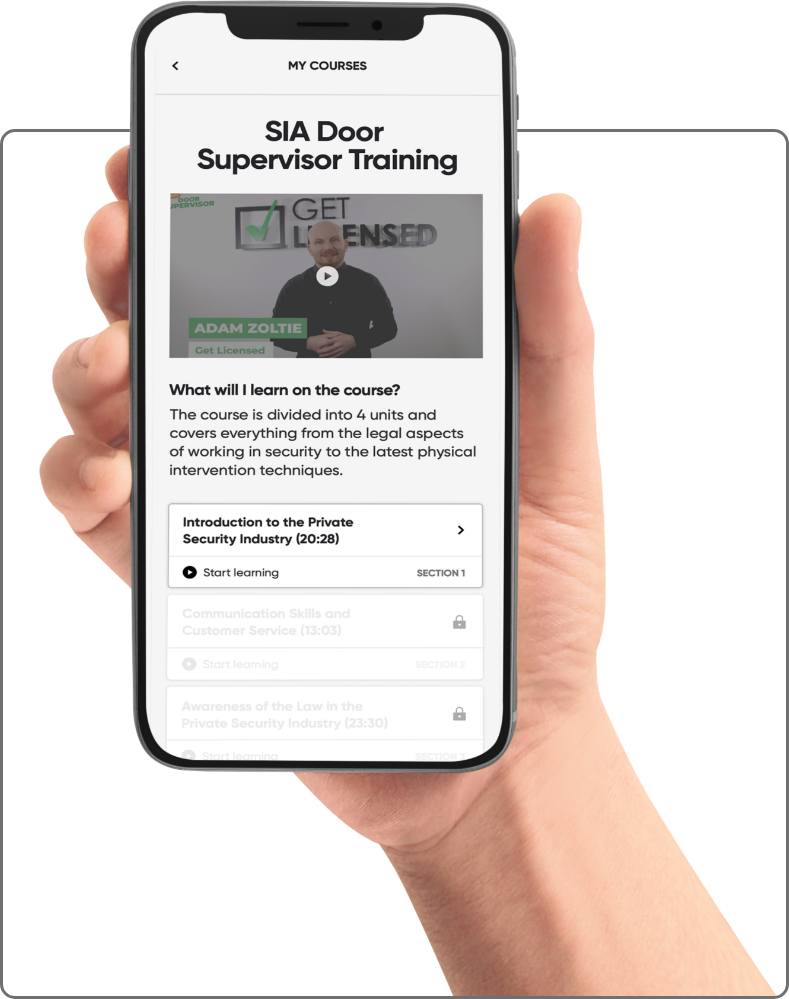 MY COURSES
SIA Door
Supervisor Training
DOOR
GET
ADAM ZOLTIE
Get Licensed
What will I learn on the course?
The course is divided into 4 units and
covers everything from the legal aspects
of working in security to the latest physical
intervention techniques.
Introduction to the Private
Security Industry (20:28)
Start learning
SECTION 1
Communication Skills and
Customer Service (13:03)
Start learning
SECTION 2
Awareness of the Law in the
Private Security Industry (23:30)
Start learning
SECTION 3